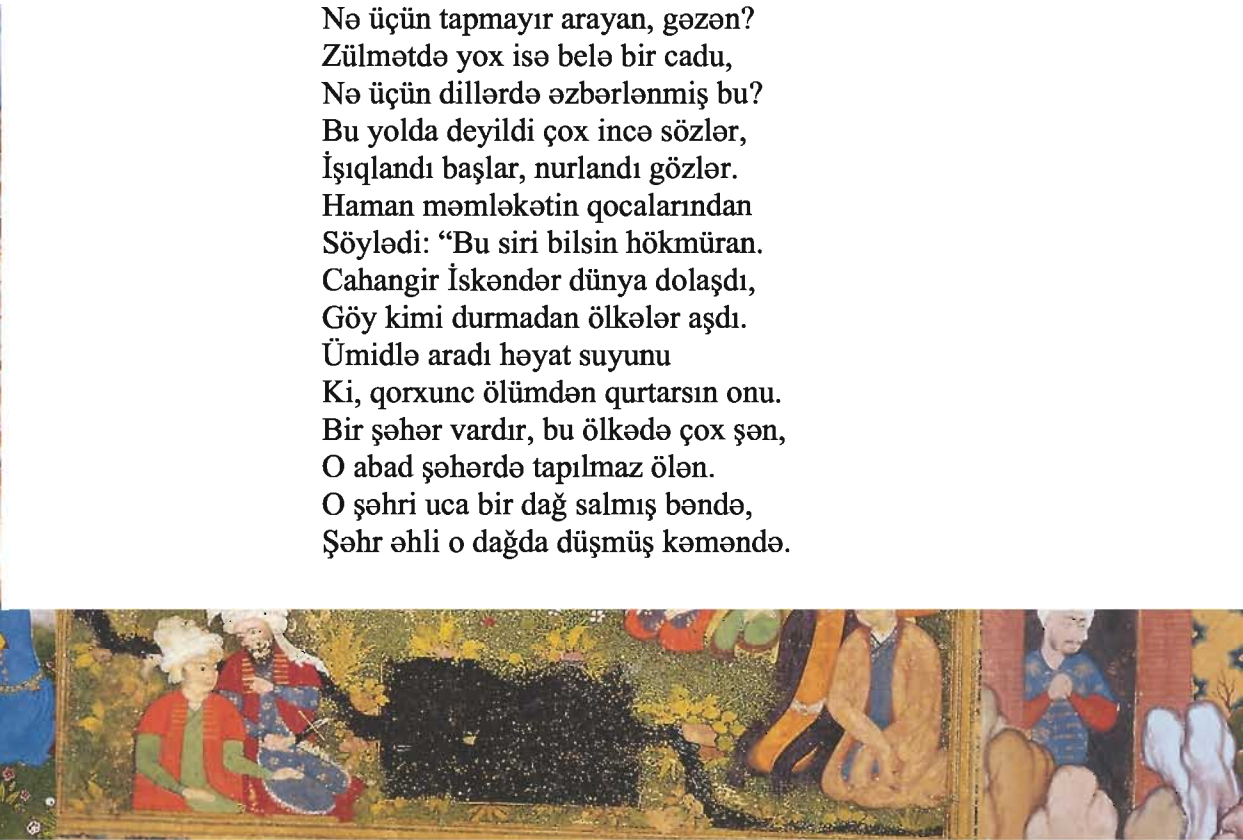 Nə üçün tapmayır arayan, gəzən?
Zülmətdə yox isə belə bir cadu,
Nə üçün dillərdə əzbərlənmiş bu?
Bu yolda deyildi çox incə sözlər,
İşıqlandı başlar, nurlandı gözlər.
Haman məmləkətin qocalarından
Söylədi: “Bu siri bilsin hökmüran.
Cahangir İskəndər dünya dolaşdı,
Göy kimi durmadan ölkələr aşdı.
Ümidlə aradı həyat suyunu
Ki, qorxunc ölümdən qurtarsın onu.
Bir şəhər vardır, bu ölkədə çox şən,
O abad şəhərdə tapılmaz ölən.
O şəhri uca bir dağ salmış bəndə,
Şəhr əhli o dağda düşmüş kəməndə.